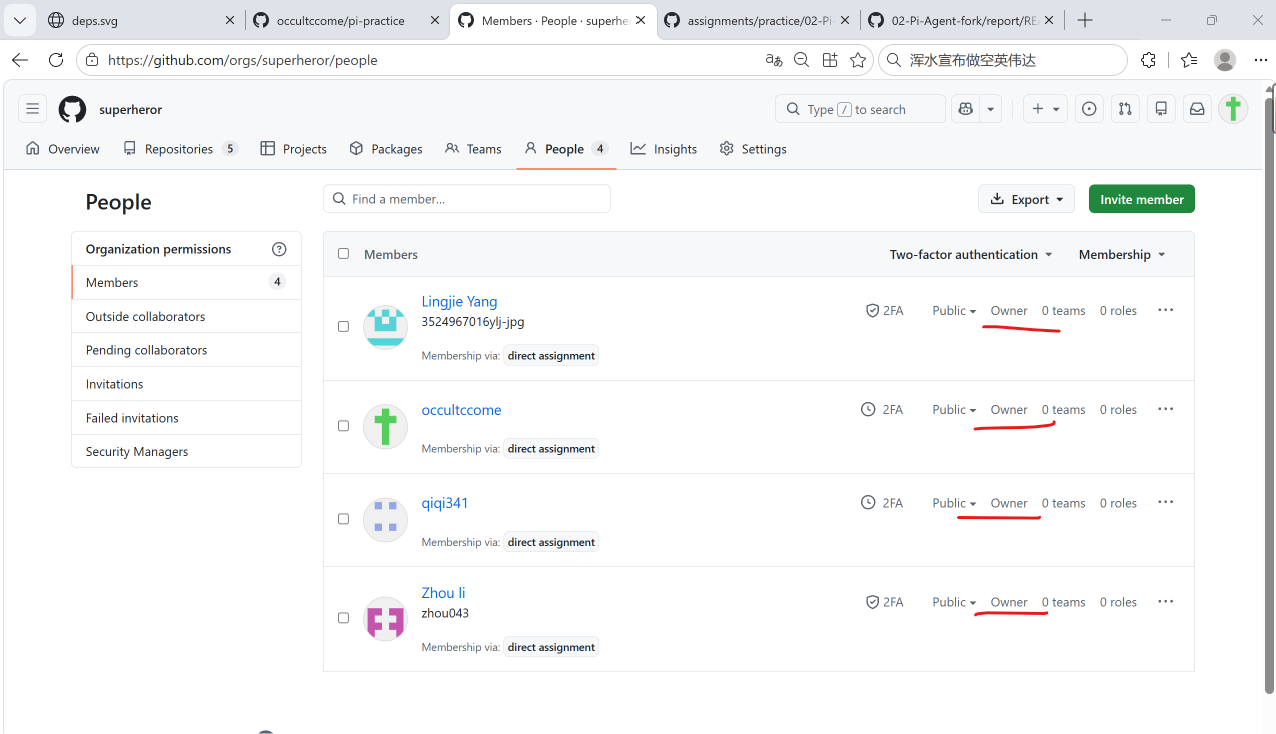 deps.svg
occultccome/pi-practice
Members · People · superhe
assignments/practice/02-Pi-
02-Pi-Agent-fork/report/RE
https://github.com/orgs/superheror/people
浑水宣布做空英伟达
superheror
Type / to search
Overview
Repositories 5
Projects
Packages
Teams
People 4
Insights
Settings
People
Find a member...
Export
Invite member
Organization permissions
Members 4
Outside collaborators
Pending collaborators
Invitations
Failed invitations
Security Managers
Members
Two-factor authentication
Membership
Lingjie Yang
3524967016ylj-jpg
Membership via: direct assignment
2FA Public Owner 0 teams 0 roles
occultccome
Membership via: direct assignment
2FA Public Owner 0 teams 0 roles
qiqi341
Membership via: direct assignment
2FA Public Owner 0 teams 0 roles
Zhou li
zhou043
Membership via: direct assignment
2FA Public Owner 0 teams 0 roles